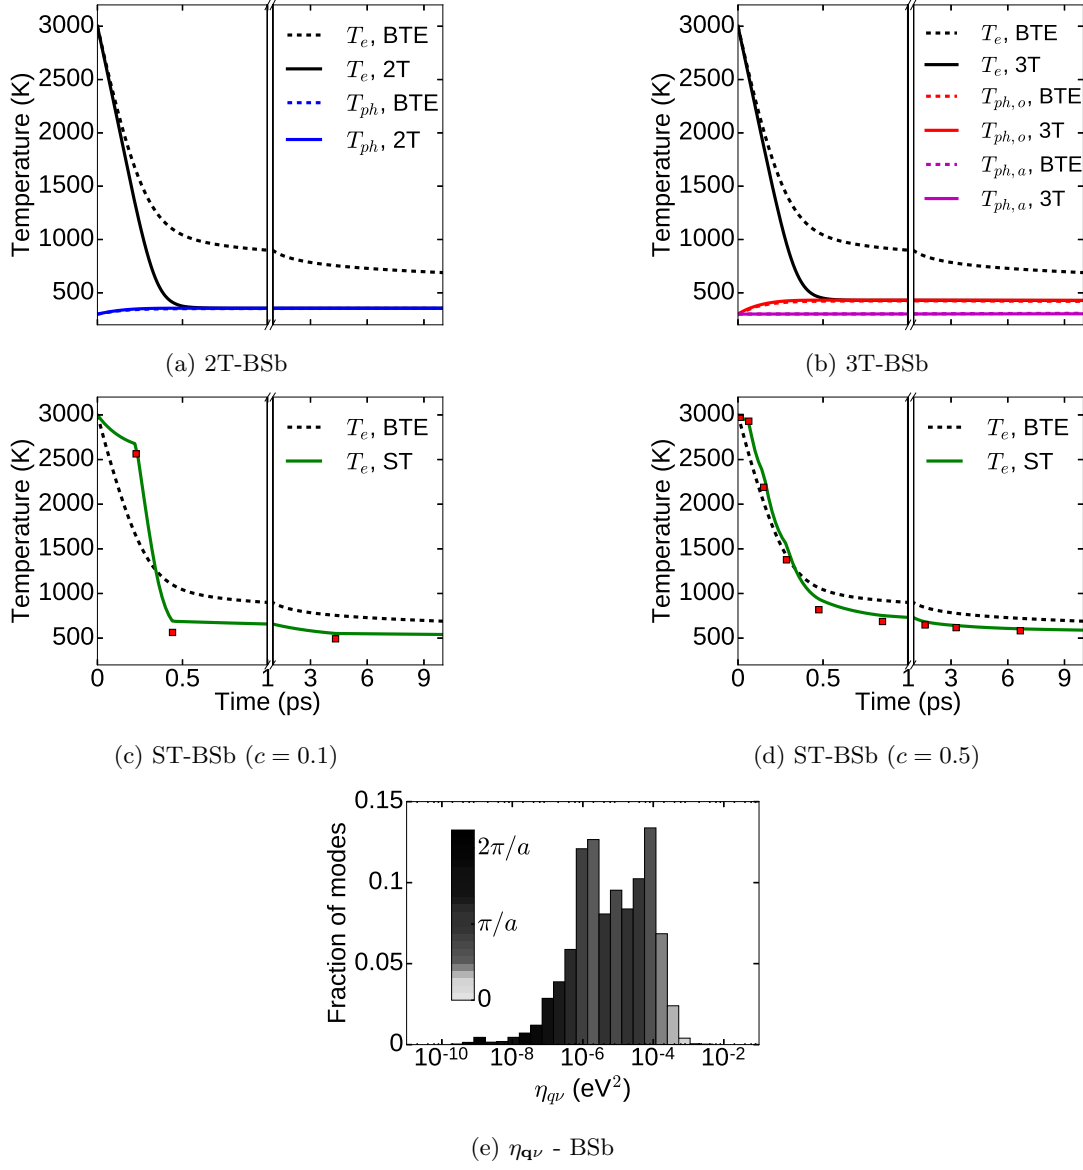 3000
2500
2000
1500
1000
500
Temperature (K)
T_e, BTE
T_e, 2T
T_ph, BTE
T_ph, 2T
(a) 2T-BSb
3000
2500
2000
1500
1000
500
Temperature (K)
T_e, BTE
T_e, 3T
T_ph,o, BTE
T_ph,o, 3T
T_ph,a, BTE
T_ph,a, 3T
(b) 3T-BSb
3000
2500
2000
1500
1000
500
Temperature (K)
T_e, BTE
T_e, ST
0 0.5 1 3 6 9
Time (ps)
(c) ST-BSb (c = 0.1)
3000
2500
2000
1500
1000
500
Temperature (K)
T_e, BTE
T_e, ST
0 0.5 1 3 6 9
Time (ps)
(d) ST-BSb (c = 0.5)
0.15
0.1
0.05
0
Fraction of modes
2π/a
π/a
0
10^-10 10^-8 10^-6 10^-4 10^-2
η_qν (eV^2)
(e) η_qν - BSb